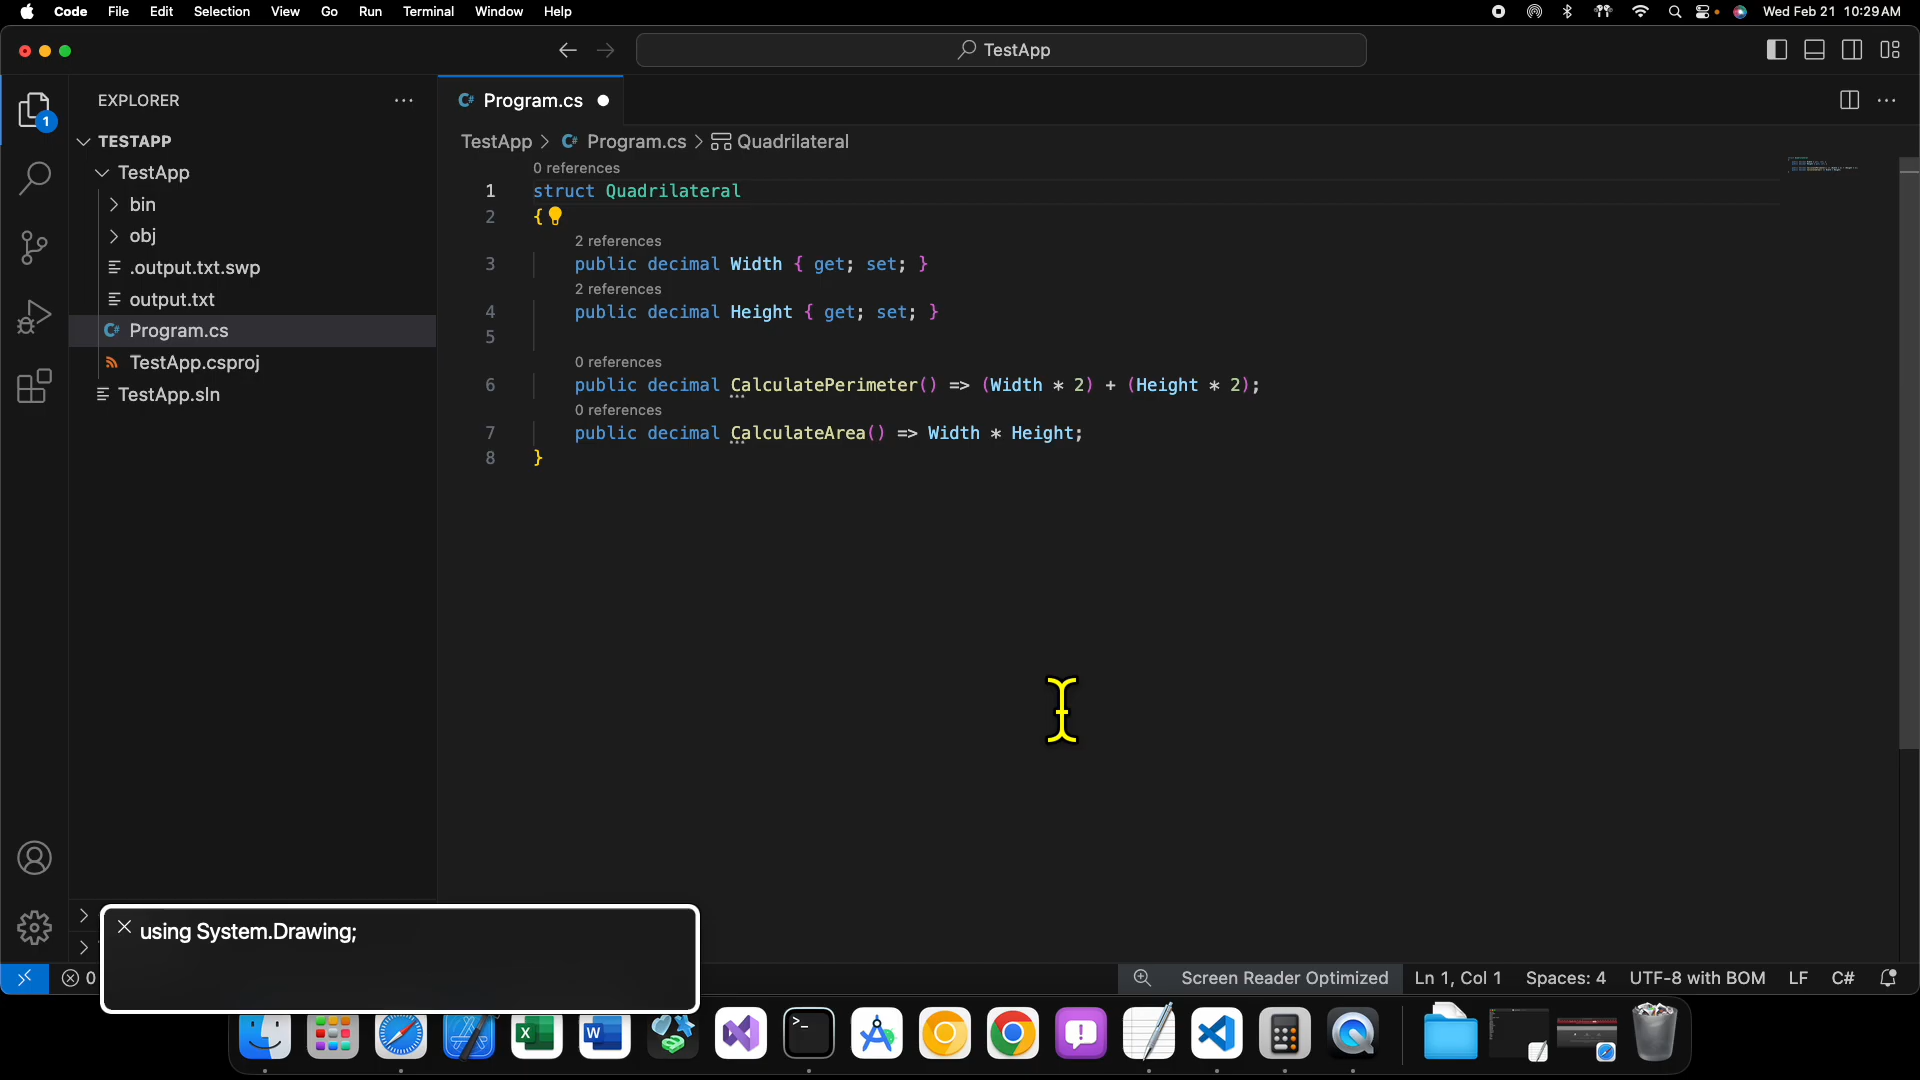 Code File Edit Selection View Go Run Terminal Window Help Wed Feb 21 10:29 AM
TestApp
EXPLORER
Program.cs
TESTAPP
TestApp > Program.cs > Quadrilateral
TestApp
bin
obj
.output.txt.swp
output.txt
Program.cs
TestApp.csproj
TestApp.sln
1
0 references
1 struct Quadrilateral
2 {
2 references
3 public decimal Width { get; set; }
2 references
4 public decimal Height { get; set; }
5
0 references
6 public decimal CalculatePerimeter() => (Width * 2) + (Height * 2);
0 references
7 public decimal CalculateArea() => Width * Height;
8 }
using System.Drawing;
0
Screen Reader Optimized Ln 1, Col 1 Spaces: 4 UTF-8 with BOM LF C#